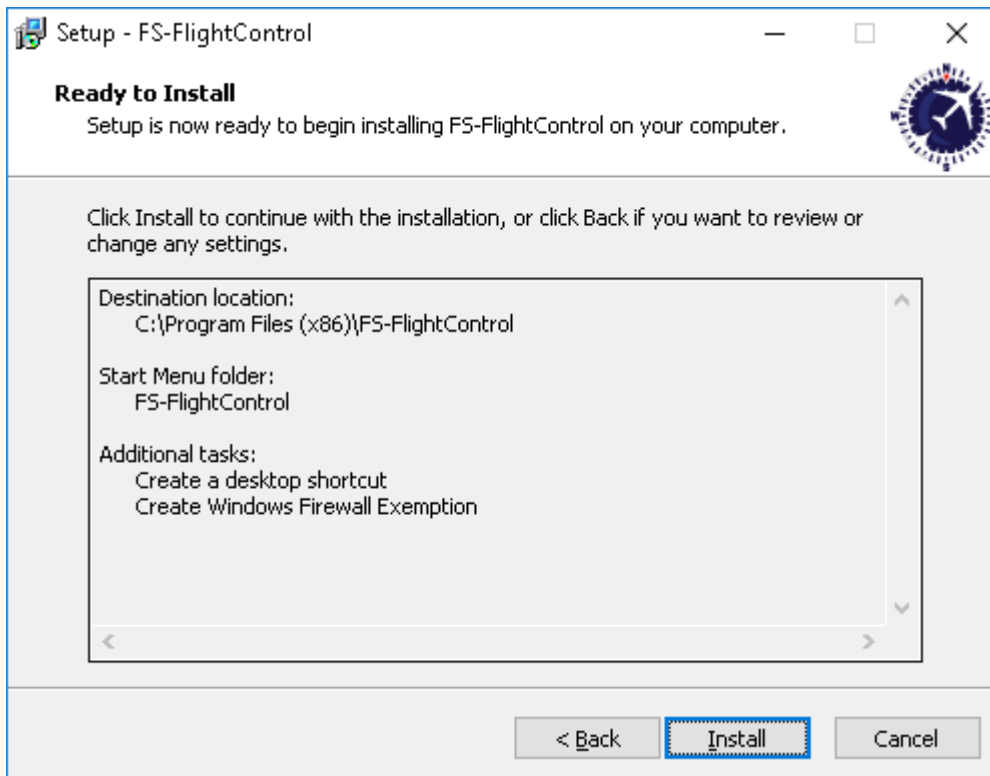 Setup - FS-FlightControl
Ready to Install
Setup is now ready to begin installing FS-FlightControl on your computer.
N
W
S
Click Install to continue with the installation, or click Back if you want to review or
change any settings.
Destination location:
C:\Program Files (x86)\FS-FlightControl
Start Menu folder:
FS-FlightControl
Additional tasks:
Create a desktop shortcut
Create Windows Firewall Exemption
< Back
Install
Cancel